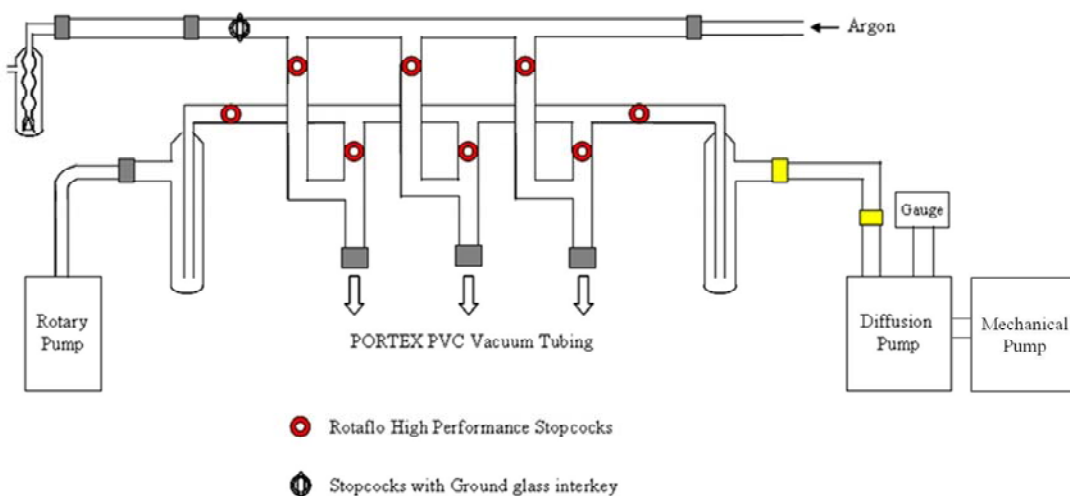 Argon
Gauge
Rotary
Pump
Diffusion
Pump
Mechanical
Pump
PORTEX PVC Vacuum Tubing
Rotaflo High Performance Stopcocks
Stopcocks with Ground glass interkey